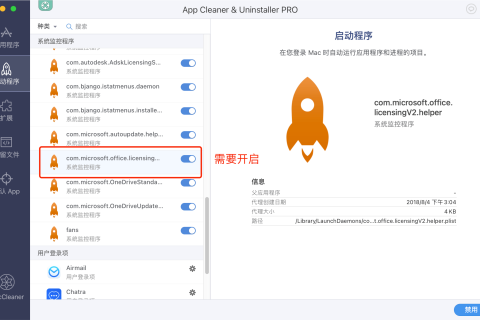 App Cleaner & Uninstaller PRO
用程序
动程序
扩展
留文件
认 App
cCleaner
种类
搜索
系统监控程序
com.autodesk.AdskLicensingS...
系统监控程序
com.bjango.istatmenus.daemon
系统监控程序
com.bjango.istatmenus.installe...
系统监控程序
com.microsoft.autoupdate.help...
系统监控程序
com.microsoft.office.licensing...
系统监控程序
com.microsoft.OneDriveStanda...
系统监控程序
com.microsoft.OneDriveUpdate...
系统监控程序
fans
系统监控程序
用户登录项
Airmail
用户登录项
Chatra
用户登录项
需要开启
启动程序
在您登录 Mac 时自动运行应用程序和进程的项目。
com.microsoft.office.
licensingV2.helper
系统监控程序
信息
父应用程序 -
代理创建日期 2018/8/4 下午 3:04
代理大小 4 KB
路径 /Library/LaunchDaemons/co...t.office.licensingV2.helper.plist
禁用